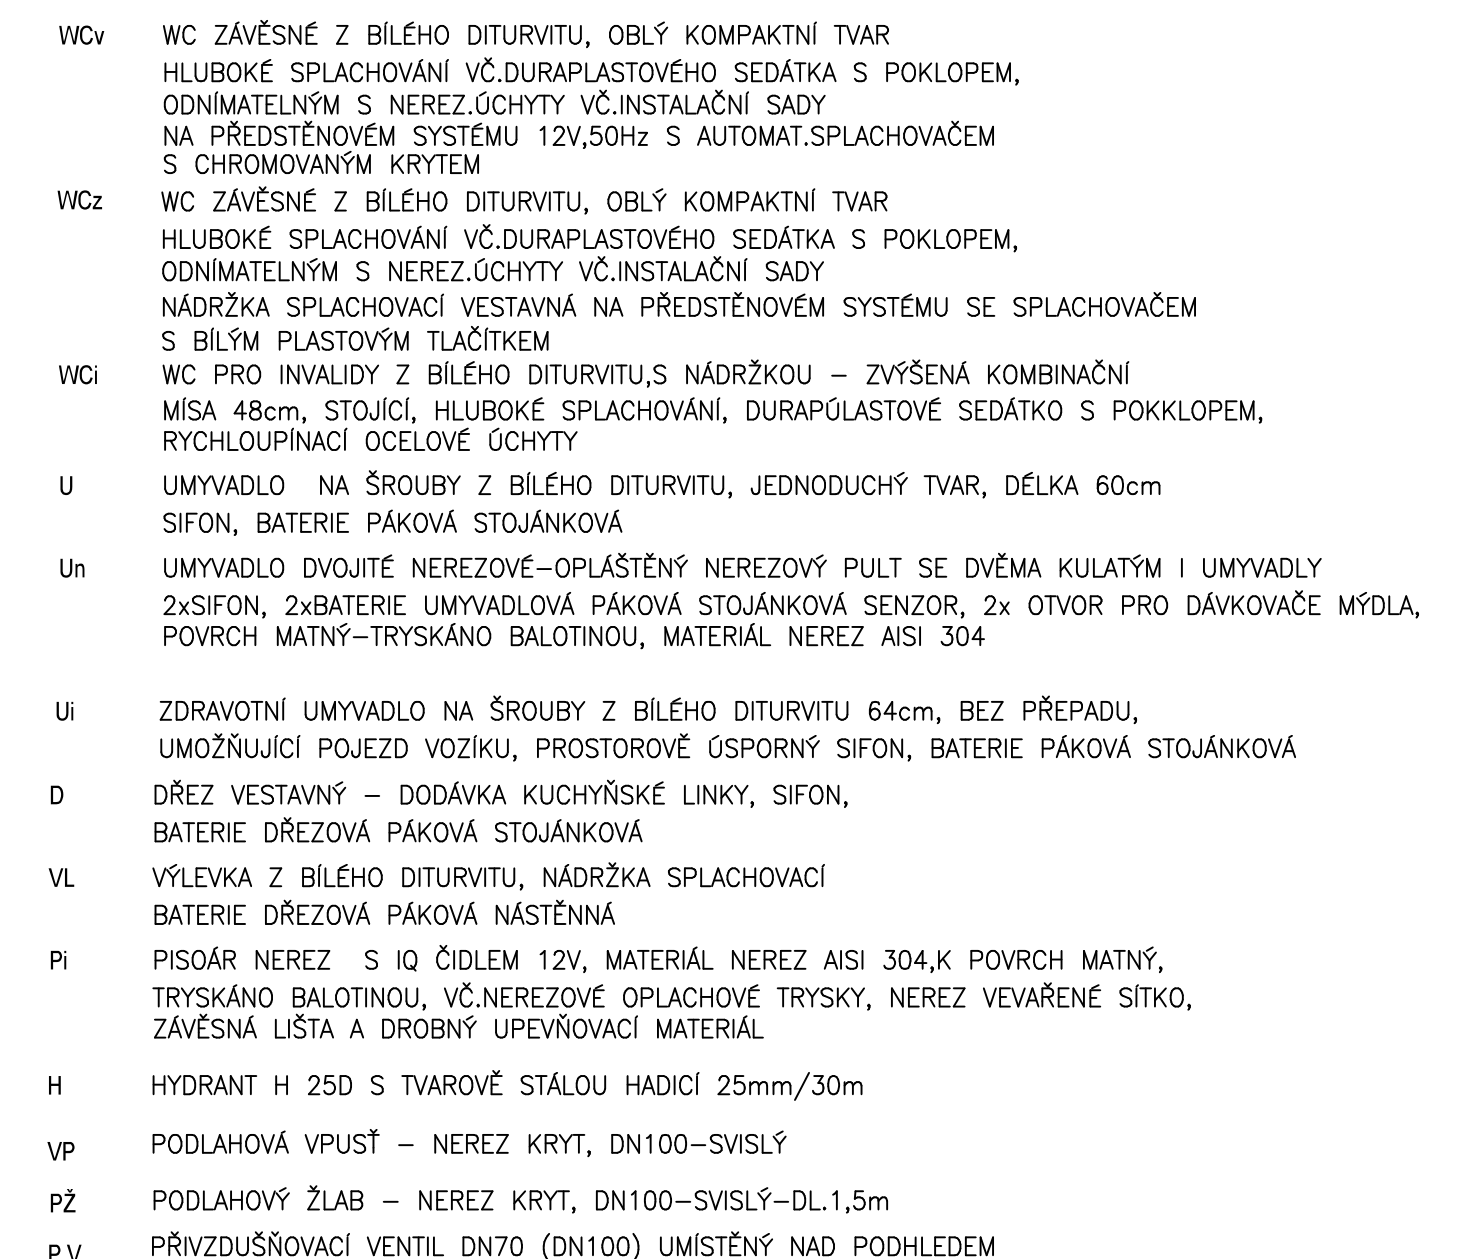 WCv WC ZÁVĚSNÉ Z BÍLÉHO DITURVITU, OBLÝ KOMPAKTNÍ TVAR
HLUBOKÉ SPLACHOVÁNÍ VČ.DURAPLASTOVÉHO SEDÁTKA S POKLOPEM,
ODNÍMATELNÝM S NEREZ.ÚCHYTY VČ.INSTALAČNÍ SADY
NA PŘEDSTĚNOVÉM SYSTÉMU 12V,50Hz S AUTOMAT.SPLACHOVAČEM
S CHROMOVANÝM KRYTEM
WCz WC ZÁVĚSNÉ Z BÍLÉHO DITURVITU, OBLÝ KOMPAKTNÍ TVAR
HLUBOKÉ SPLACHOVÁNÍ VČ.DURAPLASTOVÉHO SEDÁTKA S POKLOPEM,
ODNÍMATELNÝM S NEREZ.ÚCHYTY VČ.INSTALAČNÍ SADY
NÁDRŽKA SPLACHOVACÍ VESTAVNÁ NA PŘEDSTĚNOVÉM SYSTÉMU SE SPLACHOVAČEM
S BÍLÝM PLASTOVÝM TLAČÍTKEM
WCi WC PRO INVALIDY Z BÍLÉHO DITURVITU,S NÁDRŽKOU – ZVÝŠENÁ KOMBINAČNÍ
MÍSA 48cm, STOJÍCÍ, HLUBOKÉ SPLACHOVÁNÍ, DURAPÚLASTOVÉ SEDÁTKO S POKKLOPEM,
RYCHLOUPÍNACÍ OCELOVÉ ÚCHYTY
U UMYVADLO NA ŠROUBY Z BÍLÉHO DITURVITU, JEDNODUCHÝ TVAR, DÉLKA 60cm
SIFON, BATERIE PÁKOVÁ STOJÁNKOVÁ
Un UMYVADLO DVOJITÉ NEREZOVÉ–OPLÁŠTĚNÝ NEREZOVÝ PULT SE DVĚMA KULATÝM I UMYVADLY
2xSIFON, 2xBATERIE UMYVADLOVÁ PÁKOVÁ STOJÁNKOVÁ SENZOR, 2x OTVOR PRO DÁVKOVAČE MÝDLA,
POVRCH MATNÝ–TRYSKÁNO BALOTINOU, MATERIÁL NEREZ AISI 304
Ui ZDRAVOTNÍ UMYVADLO NA ŠROUBY Z BÍLÉHO DITURVITU 64cm, BEZ PŘEPADU,
UMOŽŇUJÍCÍ POJEZD VOZÍKU, PROSTOROVĚ ÚSPORNÝ SIFON, BATERIE PÁKOVÁ STOJÁNKOVÁ
D DŘEZ VESTAVNÝ – DODÁVKA KUCHYŇSKÉ LINKY, SIFON,
BATERIE DŘEZOVÁ PÁKOVÁ STOJÁNKOVÁ
VL VÝLEVKA Z BÍLÉHO DITURVITU, NÁDRŽKA SPLACHOVACÍ
BATERIE DŘEZOVÁ PÁKOVÁ NÁSTĚNNÁ
Pi PISOÁR NEREZ S IQ ČIDLEM 12V, MATERIÁL NEREZ AISI 304,K POVRCH MATNÝ,
TRYSKÁNO BALOTINOU, VČ.NEREZOVÉ OPLACHOVÉ TRYSKY, NEREZ VEVAŘENÉ SÍTKO,
ZÁVĚSNÁ LIŠTA A DROBNÝ UPEVŇOVACÍ MATERIÁL
H HYDRANT H 25D S TVAROVĚ STÁLOU HADICÍ 25mm/30m
VP PODLAHOVÁ VPUSŤ – NEREZ KRYT, DN100–SVISLÝ
PŽ PODLAHOVÝ ŽLAB – NEREZ KRYT, DN100–SVISLÝ–DL.1,5m
P.V PŘIVZDUŠŇOVACÍ VENTIL DN70 (DN100) UMÍSTĚNÝ NAD PODHLEDEM